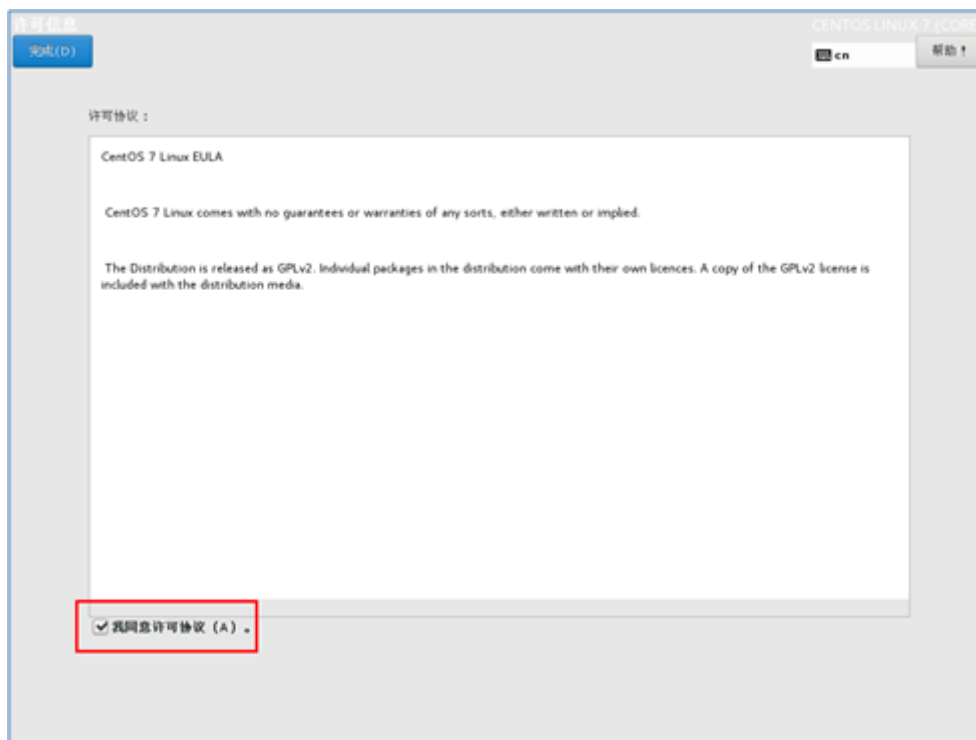 许可信息
CENTOS LINUX 7 (CORE
完成(D)
cn
帮助！
许可协议：
CentOS 7 Linux EULA
CentOS 7 Linux comes with no guarantees or warranties of any sorts, either written or implied.
The Distribution is released as GPLv2. Individual packages in the distribution come with their own licences. A copy of the GPLv2 license is
included with the distribution media.
我同意许可协议（A）。